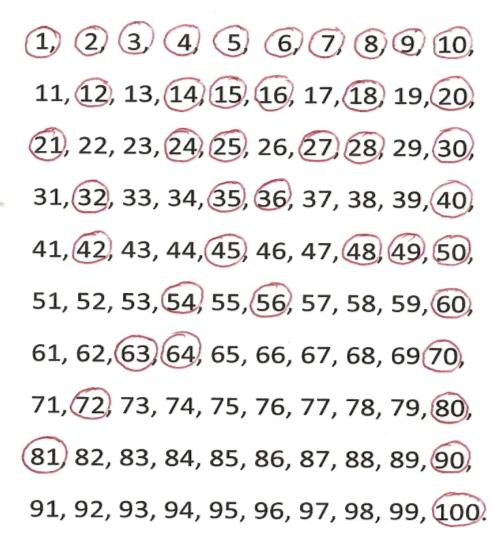 1, 2, 3, 4, 5, 6, 7, 8, 9, 10,
11, 12, 13, 14, 15, 16, 17, 18, 19, 20,
21, 22, 23, 24, 25, 26, 27, 28, 29, 30,
31, 32, 33, 34, 35, 36, 37, 38, 39, 40,
41, 42, 43, 44, 45, 46, 47, 48, 49, 50,
51, 52, 53, 54, 55, 56, 57, 58, 59, 60,
61, 62, 63, 64, 65, 66, 67, 68, 69 70,
71, 72, 73, 74, 75, 76, 77, 78, 79, 80,
81, 82, 83, 84, 85, 86, 87, 88, 89, 90,
91, 92, 93, 94, 95, 96, 97, 98, 99, 100.